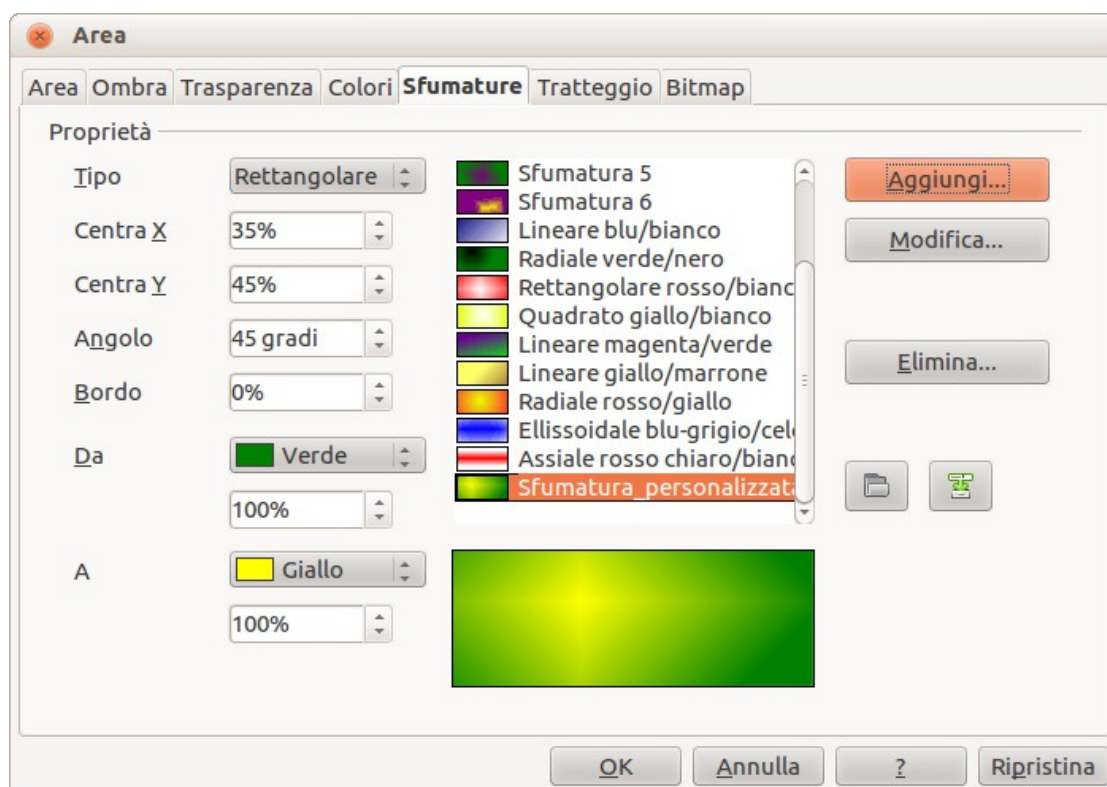 Area
Area Ombra Trasparenza Colori Sfumature Tratteggio Bitmap
Proprietà
Tipo
Rettangolare
Centra X
35%
Centra Y
45%
Angolo
45 gradi
Bordo
0%
Da
Verde
100%
A
Giallo
100%
Sfumatura 5
Sfumatura 6
Lineare blu/bianco
Radiale verde/nero
Rettangolare rosso/bianc
Quadrato giallo/bianco
Lineare magenta/verde
Lineare giallo/marrone
Radiale rosso/giallo
Ellissoidale blu-grigio/cele
Assiale rosso chiaro/bianc
Sfumatura_personalizzata
Aggiungi...
Modifica...
Elimina...
OK
Annulla
?
Ripristina